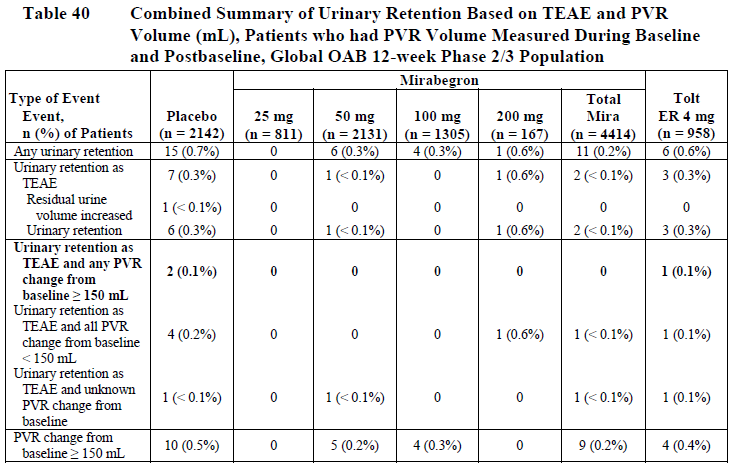 Table 40 Combined Summary of Urinary Retention Based on TEAE and PVR
Volume (mL), Patients who had PVR Volume Measured During Baseline
and Postbaseline, Global OAB 12-week Phase 2/3 Population
Mirabegron
Type of Event
Event,
n (%) of Patients
Placebo
(n = 2142)
25 mg
(n = 811)
50 mg
(n = 2131)
100 mg
(n = 1305)
200 mg
(n = 167)
Total
Mira
(n = 4414)
Tolt
ER 4 mg
(n = 958)
Any urinary retention 15 (0.7%) 0 6 (0.3%) 4 (0.3%) 1 (0.6%) 11 (0.2%) 6 (0.6%)
Urinary retention as
TEAE 7 (0.3%) 0 1 (< 0.1%) 0 1 (0.6%) 2 (< 0.1%) 3 (0.3%)
Residual urine
volume increased 1 (< 0.1%) 0 0 0 0 0 0
Urinary retention 6 (0.3%) 0 1 (< 0.1%) 0 1 (0.6%) 2 (< 0.1%) 3 (0.3%)
Urinary retention as
TEAE and any PVR
change from
baseline ≥ 150 mL
2 (0.1%) 0 0 0 0 0 1 (0.1%)
Urinary retention as
TEAE and all PVR
change from baseline
< 150 mL
4 (0.2%) 0 0 0 1 (0.6%) 1 (< 0.1%) 1 (0.1%)
Urinary retention as
TEAE and unknown
PVR change from
baseline
1 (< 0.1%) 0 1 (< 0.1%) 0 0 1 (< 0.1%) 1 (0.1%)
PVR change from
baseline ≥ 150 mL 10 (0.5%) 0 5 (0.2%) 4 (0.3%) 0 9 (0.2%) 4 (0.4%)